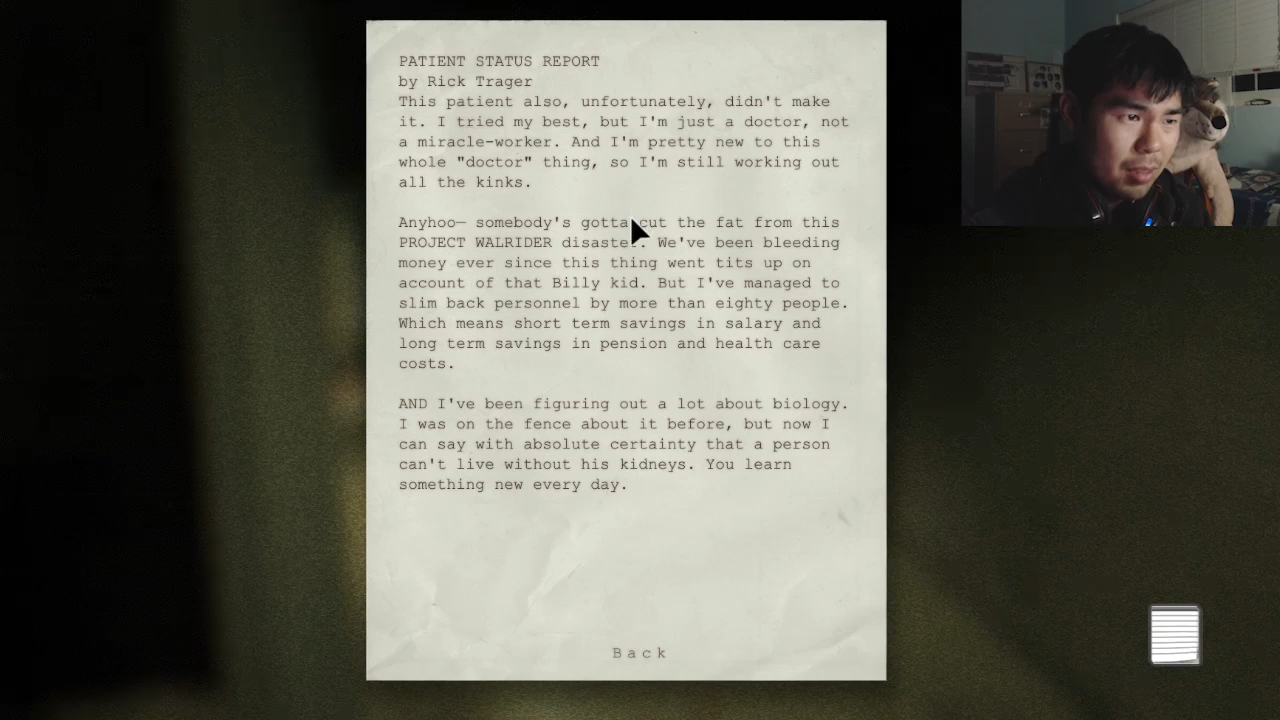 PATIENT STATUS REPORT
by Rick Trager
This patient also, unfortunately, didn't make
it. I tried my best, but I'm just a doctor, not
a miracle-worker. And I'm pretty new to this
whole "doctor" thing, so I'm still working out
all the kinks.
Anyhoo— somebody's gotta cut the fat from this
PROJECT WALRIDER disaster. We've been bleeding
money ever since this thing went tits up on
account of that Billy kid. But I've managed to
slim back personnel by more than eighty people.
Which means short term savings in salary and
long term savings in pension and health care
costs.
AND I've been figuring out a lot about biology.
I was on the fence about it before, but now I
can say with absolute certainty that a person
can't live without his kidneys. You learn
something new every day.
Back